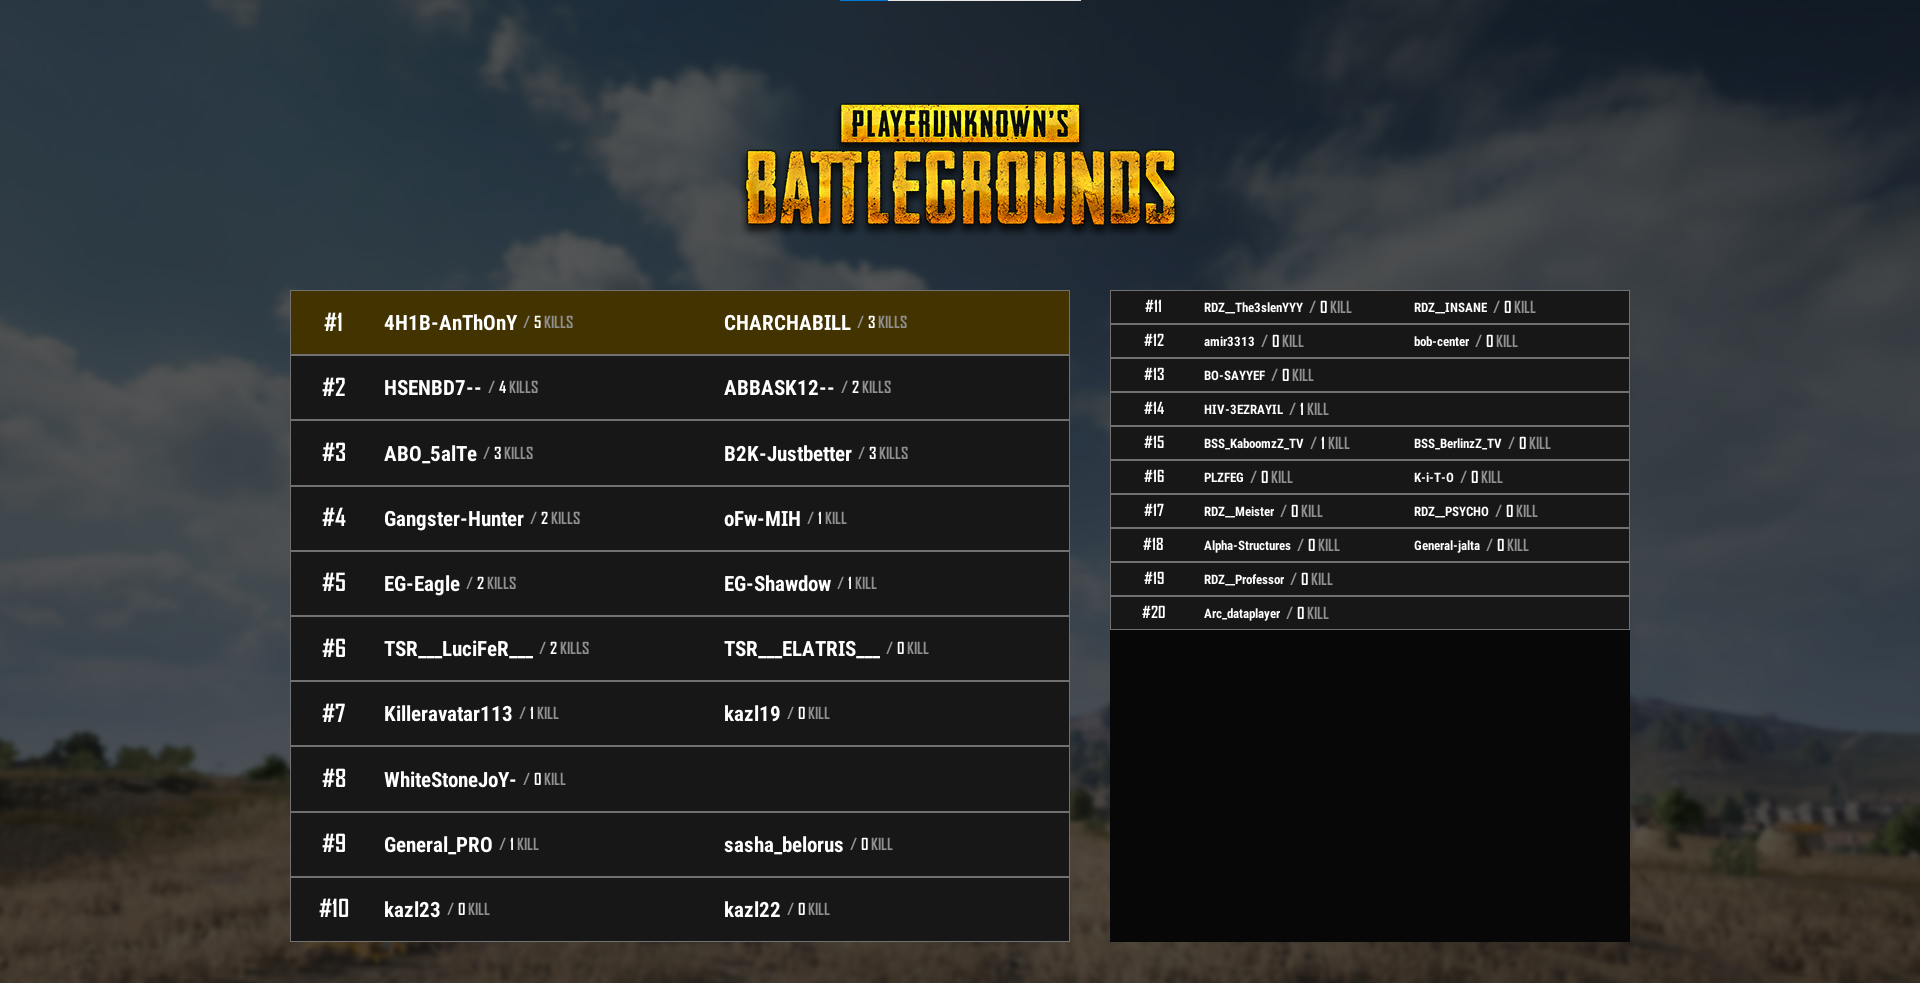 PLAYERUNKNOWN'S
BATTLEGROUNDS
#1 4H1B-AnThOnY / 5 KILLS CHARCHABILL / 3 KILLS
#2 HSENBD7-- / 4 KILLS ABBASK12-- / 2 KILLS
#3 ABO_5alTe / 3 KILLS B2K-Justbetter / 3 KILLS
#4 Gangster-Hunter / 2 KILLS oFw-MIH / 1 KILL
#5 EG-Eagle / 2 KILLS EG-Shawdow / 1 KILL
#6 TSR___LuciFeR___ / 2 KILLS TSR___ELATRIS___ / 0 KILL
#7 Killeravatar113 / 1 KILL kazl19 / 0 KILL
#8 WhiteStoneJoY- / 0 KILL
#9 General_PRO / 1 KILL sasha_belorus / 0 KILL
#10 kazl23 / 0 KILL kazl22 / 0 KILL
#11 RDZ__The3slenYYY / 0 KILL RDZ__INSANE / 0 KILL
#12 amir3313 / 0 KILL bob-center / 0 KILL
#13 BO-SAYYEF / 0 KILL
#14 HIV-3EZRAYIL / 1 KILL
#15 BSS_KaboomzZ_TV / 1 KILL BSS_BerlinzZ_TV / 0 KILL
#16 PLZFEG / 0 KILL K-i-T-O / 0 KILL
#17 RDZ__Meister / 0 KILL RDZ__PSYCHO / 0 KILL
#18 Alpha-Structures / 0 KILL General-jalta / 0 KILL
#19 RDZ__Professor / 0 KILL
#20 Arc_dataplayer / 0 KILL